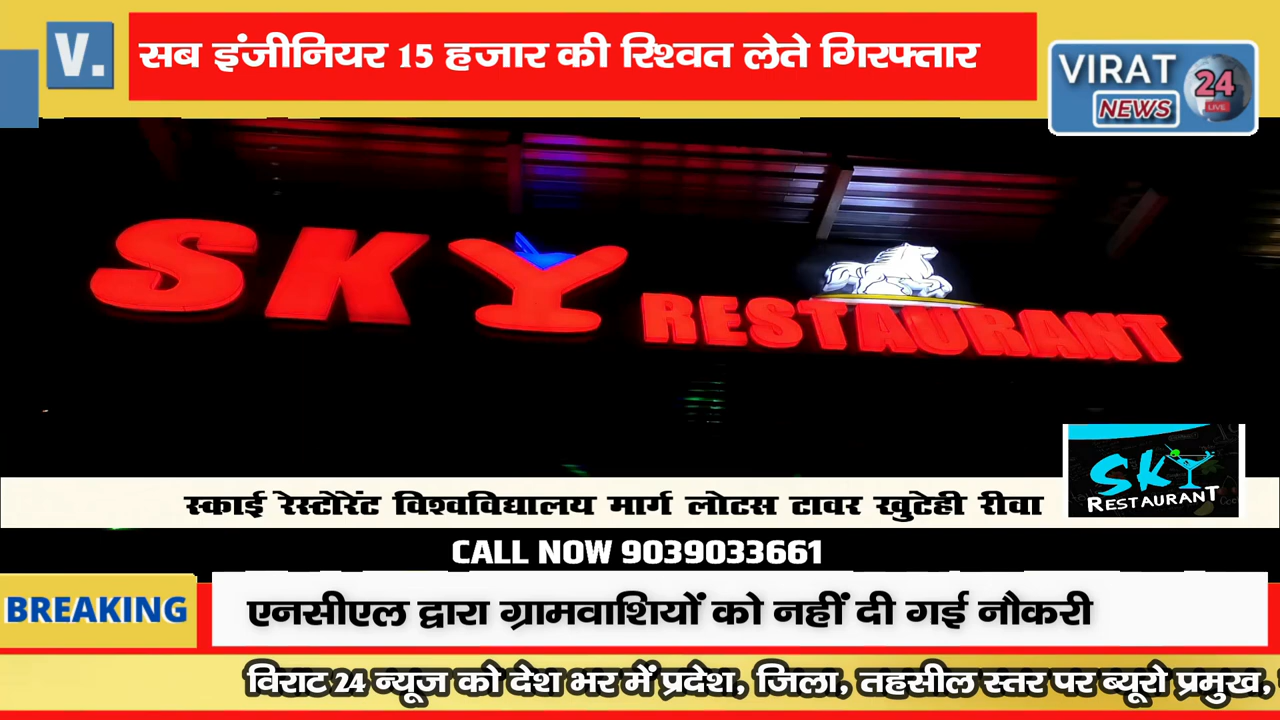 V.
सब इंजीनियर 15 हजार की रिश्वत लेते गिरफ्तार
VIRAT
24
NEWS
LIVE
SKY RESTAURANT
SKY
RESTAURANT
स्काई रेस्टोरेंट विश्वविद्यालय मार्ग लोटस टावर खुटेही रीवा
CALL NOW 9039033661
BREAKING
एनसीएल द्वारा ग्रामवाशियों को नहीं दी गई नौकरी
विराट 24 न्यूज को देश भर में प्रदेश, जिला, तहसील स्तर पर ब्यूरो प्रमुख,